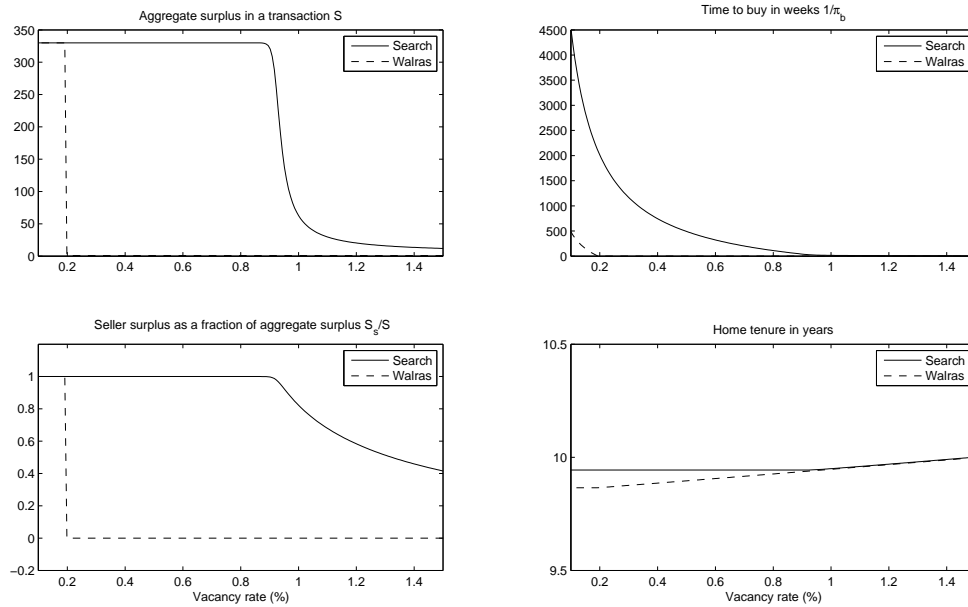 Aggregate surplus in a transaction S
350
300
250
200
150
100
50
0
0.2 0.4 0.6 0.8 1 1.2 1.4
Search
Walras
Time to buy in weeks 1/π_b
4500
4000
3500
3000
2500
2000
1500
1000
500
0
0.2 0.4 0.6 0.8 1 1.2 1.4
Search
Walras
Seller surplus as a fraction of aggregate surplus S_s/S
1
0.8
0.6
0.4
0.2
0
−0.2
0.2 0.4 0.6 0.8 1 1.2 1.4
Vacancy rate (%)
Search
Walras
Home tenure in years
10.5
10
9.5
0.2 0.4 0.6 0.8 1 1.2 1.4
Vacancy rate (%)
Search
Walras